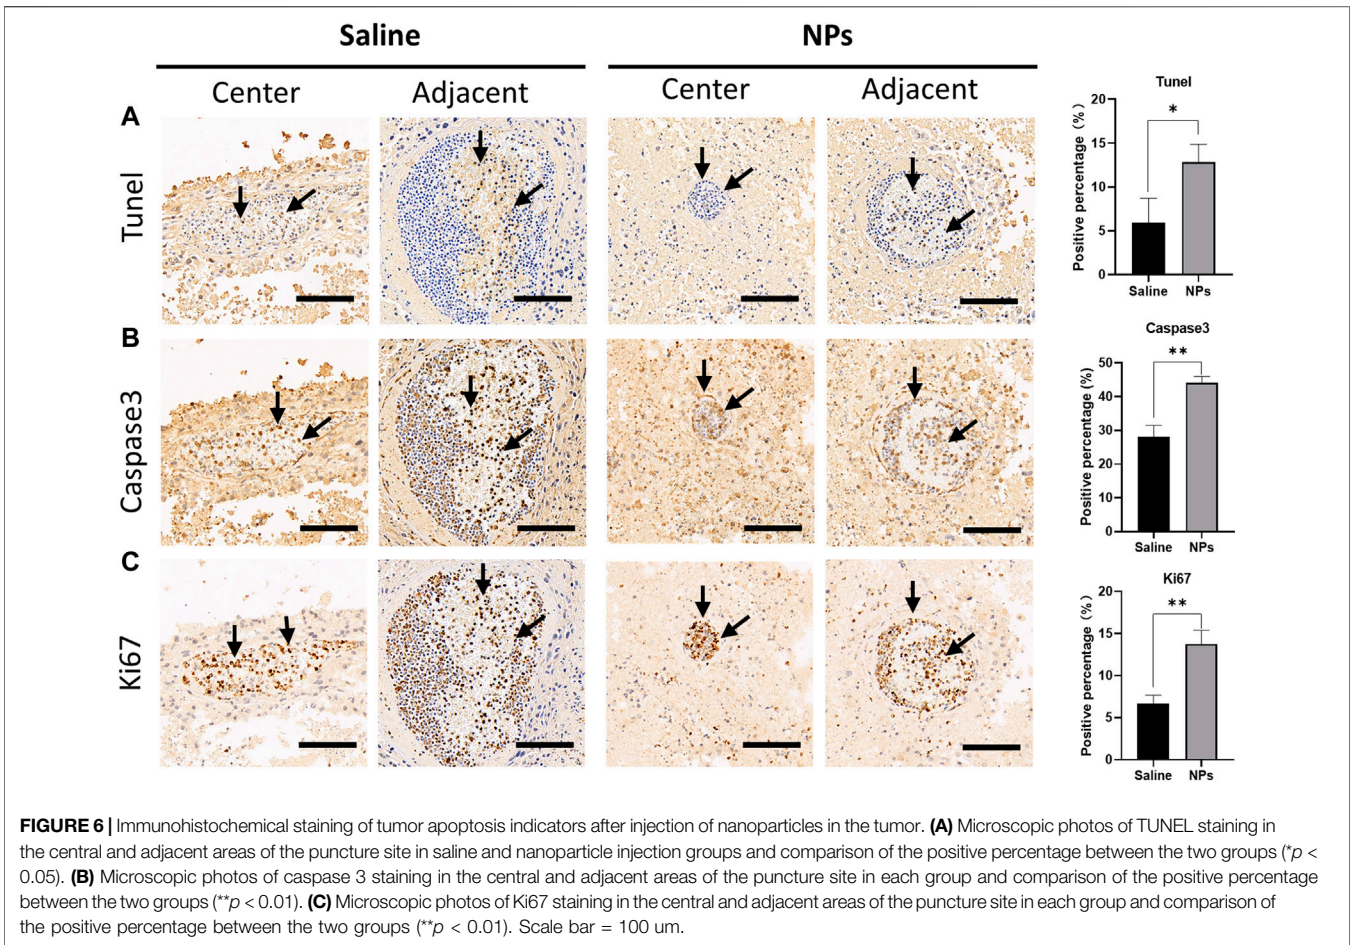 Saline
NPs
Center
Adjacent
Center
Adjacent
A
Tunel
B
Caspase3
C
Ki67
Tunel
Positive percentage (%)
20
*
15
10
5
0
Saline
NPs
Caspase3
Positive percentage (%)
50
**
40
30
20
10
0
Saline
NPs
Ki67
Positive percentage (%)
20
**
15
10
5
0
Saline
NPs
FIGURE 6 | Immunohistochemical staining of tumor apoptosis indicators after injection of nanoparticles in the tumor. (A) Microscopic photos of TUNEL staining in
the central and adjacent areas of the puncture site in saline and nanoparticle injection groups and comparison of the positive percentage between the two groups (*p <
0.05). (B) Microscopic photos of caspase 3 staining in the central and adjacent areas of the puncture site in each group and comparison of the positive percentage
between the two groups (**p < 0.01). (C) Microscopic photos of Ki67 staining in the central and adjacent areas of the puncture site in each group and comparison of
the positive percentage between the two groups (**p < 0.01). Scale bar = 100 um.